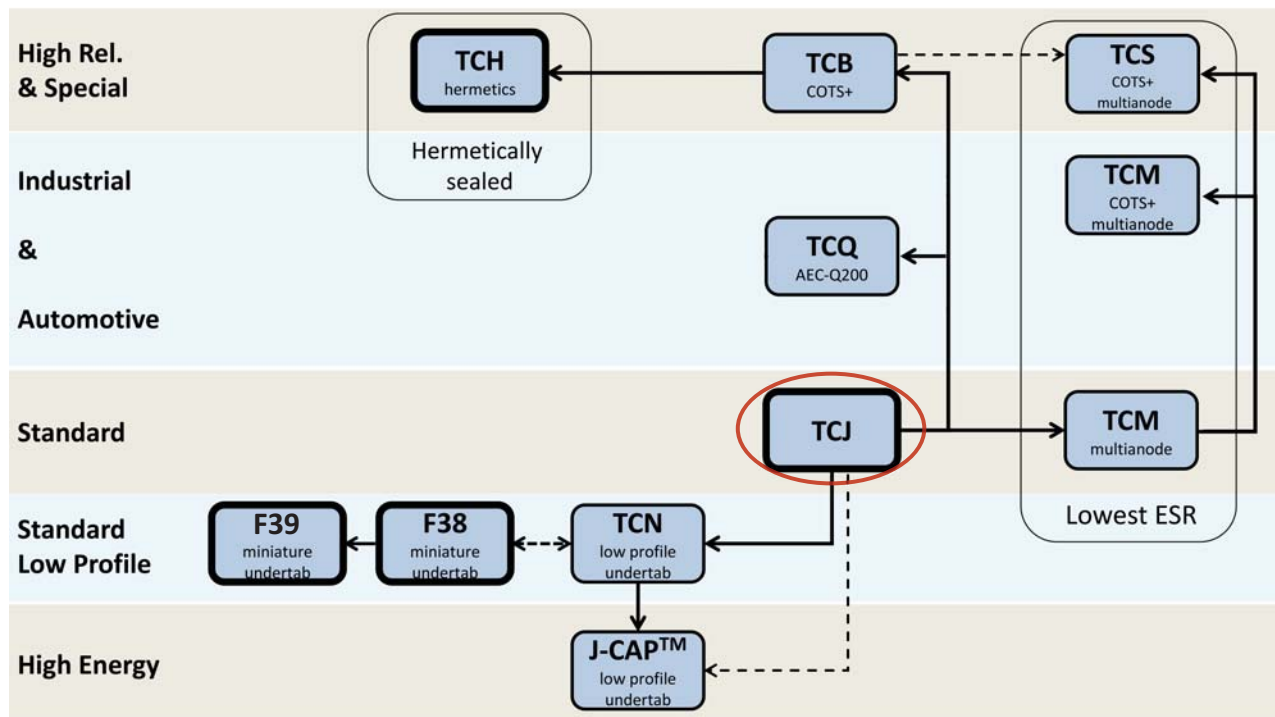 High Rel.
& Special
TCH
hermetics
Hermetically
sealed
TCB
COTS+
TCS
COTS+
multianode
Industrial
&
Automotive
TCQ
AEC-Q200
TCM
COTS+
multianode
Standard
TCJ
TCM
multianode
Lowest ESR
Standard
Low Profile
F39
miniature
undertab
F38
miniature
undertab
TCN
low profile
undertab
High Energy
J-CAP™
low profile
undertab